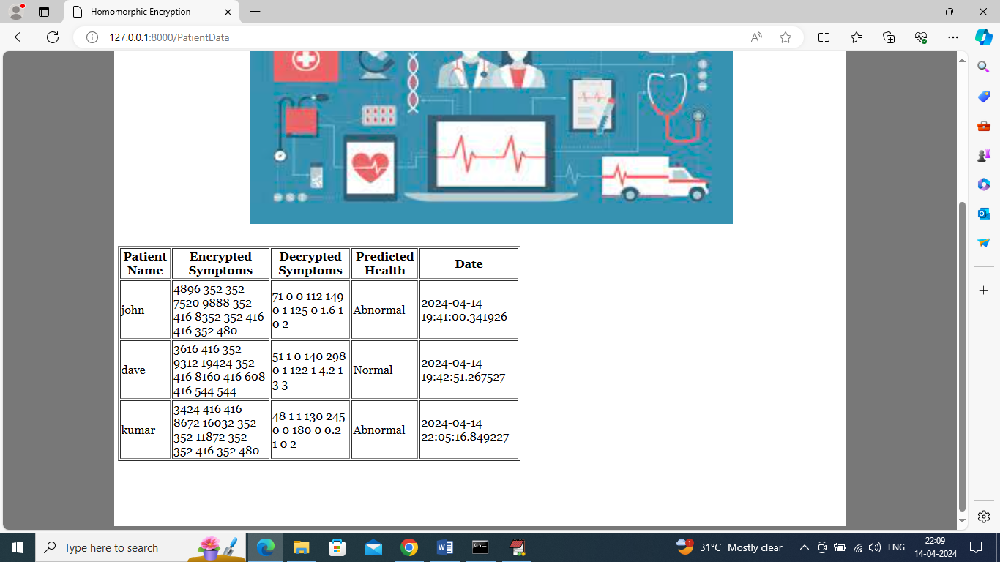 Homomorphic Encryption
127.0.0.1:8000/PatientData
Patient Name
Encrypted Symptoms
Decrypted Symptoms
Predicted Health
Date
john
4896 352 352
7520 9888 352
416 8352 352 416
416 352 480
71 0 0 112 149
0 1 125 0 1.6 1
0 2
Abnormal
2024-04-14
19:41:00.341926
dave
3616 416 352
9312 19424 352
416 8160 416 608
416 544 544
51 1 0 140 298
0 1 122 1 4.2 1
3 3
Normal
2024-04-14
19:42:51.267527
kumar
3424 416 416
8672 16032 352
352 11872 352
352 416 352 480
48 1 1 130 245
0 0 180 0 0.2
1 0 2
Abnormal
2024-04-14
22:05:16.849227
Type here to search
1
31°C Mostly clear
ENG
22:09
14-04-2024